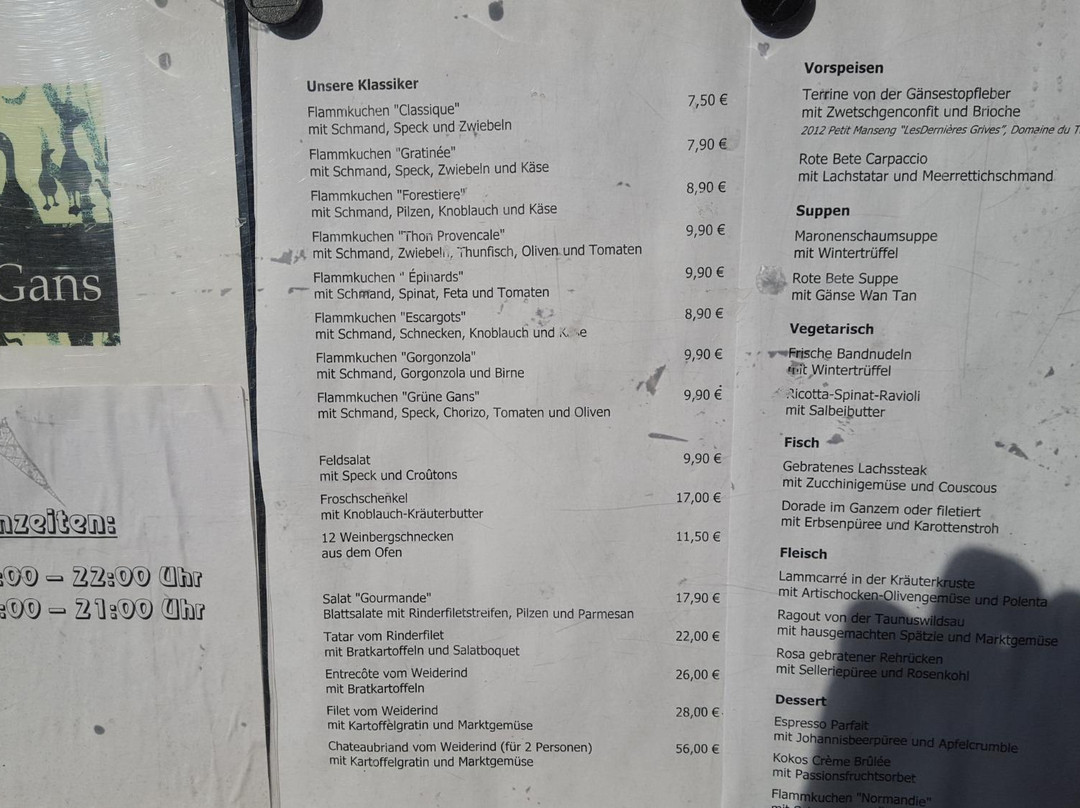 Gans
nzeiten:
:00 – 22:00 Uhr
:00 – 21:00 Uhr
Unsere Klassiker
Flammkuchen "Classique" 7,50 €
mit Schmand, Speck und Zwiebeln
Flammkuchen "Gratinée" 7,90 €
mit Schmand, Speck, Zwiebeln und Käse
Flammkuchen "Forestiere" 8,90 €
mit Schmand, Pilzen, Knoblauch und Käse
Flammkuchen "Thon Provencale" 9,90 €
mit Schmand, Zwiebeln, Thunfisch, Oliven und Tomaten
Flammkuchen " Épinards" 9,90 €
mit Schmand, Spinat, Feta und Tomaten
Flammkuchen "Escargots" 8,90 €
mit Schmand, Schnecken, Knoblauch und Käse
Flammkuchen "Gorgonzola" 9,90 €
mit Schmand, Gorgonzola und Birne
Flammkuchen "Grüne Gans" 9,90 €
mit Schmand, Speck, Chorizo, Tomaten und Oliven
Feldsalat 9,90 €
mit Speck und Croûtons
Froschschenkel 17,00 €
mit Knoblauch-Kräuterbutter
12 Weinbergschnecken 11,50 €
aus dem Ofen
Salat "Gourmande" 17,90 €
Blattsalate mit Rinderfiletstreifen, Pilzen und Parmesan
Tatar vom Rinderfilet 22,00 €
mit Bratkartoffeln und Salatboquet
Entrecôte vom Weiderind 26,00 €
mit Bratkartoffeln
Filet vom Weiderind 28,00 €
mit Kartoffelgratin und Marktgemüse
Chateaubriand vom Weiderind (für 2 Personen) 56,00 €
mit Kartoffelgratin und Marktgemüse
Vorspeisen
Terrine von der Gänsestopfleber
mit Zwetschgenconfit und Brioche
2012 Petit Manseng "LesDernières Grives", Domaine du T
Rote Bete Carpaccio
mit Lachstatar und Meerrettichschmand
Suppen
Maronenschaumsuppe
mit Wintertrüffel
Rote Bete Suppe
mit Gänse Wan Tan
Vegetarisch
Frische Bandnudeln
mit Wintertrüffel
Ricotta-Spinat-Ravioli
mit Salbeibutter
Fisch
Gebratenes Lachssteak
mit Zucchinigemüse und Couscous
Dorade im Ganzem oder filetiert
mit Erbsenpüree und Karottenstroh
Fleisch
Lammcarré in der Kräuterkruste
mit Artischocken-Olivengemüse und Polenta
Ragout von der Taunuswildsau
mit hausgemachten Spätzle und Marktgemüse
Rosa gebratener Rehrücken
mit Selleriepüree und Rosenkohl
Dessert
Espresso Parfait
mit Johannisbeerpüree und Apfelcrumble
Kokos Crème Brûlée
mit Passionsfruchtsorbet
Flammkuchen "Normandie"